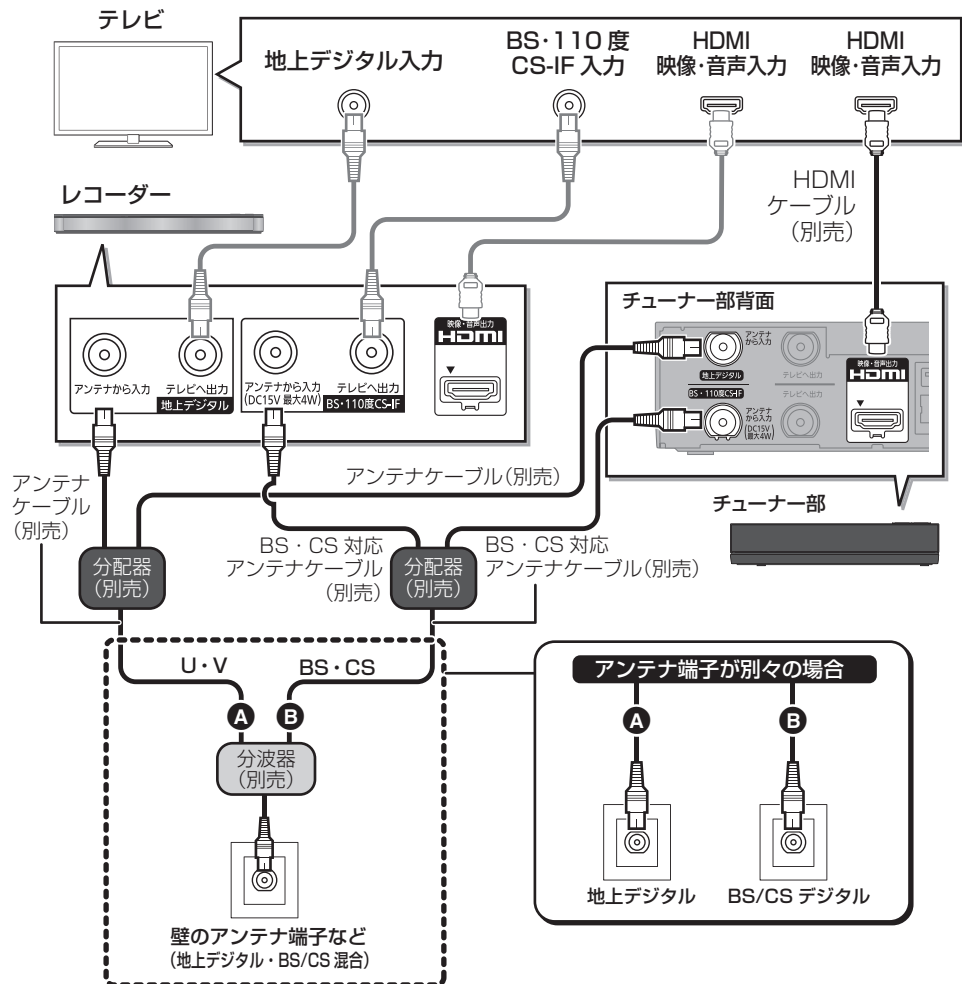 テレビ
地上デジタル入力
BS・110度
CS-IF 入力
HDMI
映像・音声入力
HDMI
映像・音声入力
レコーダー
HDMI
ケーブル
(別売)
アンテナから入力
テレビへ出力
地上デジタル
アンテナから入力
(DC15V 最大4W)
テレビへ出力
BS・110度CS-IF
映像・音声出力
HDMI
チューナー部背面
アンテナ
から入力
地上デジタル
テレビへ出力
BS・110度CS-IF
テレビへ出力
アンテナ
から入力
(DC15V
最大4W)
映像・音声出力
HDMI
チューナー部
アンテナ
ケーブル
(別売)
アンテナケーブル(別売)
分配器
(別売)
BS・CS 対応
アンテナケーブル
(別売)
分配器
(別売)
BS・CS 対応
アンテナケーブル(別売)
U・V
BS・CS
A
B
分波器
(別売)
壁のアンテナ端子など
(地上デジタル・BS/CS 混合)
アンテナ端子が別々の場合
A
B
地上デジタル
BS/CS デジタル